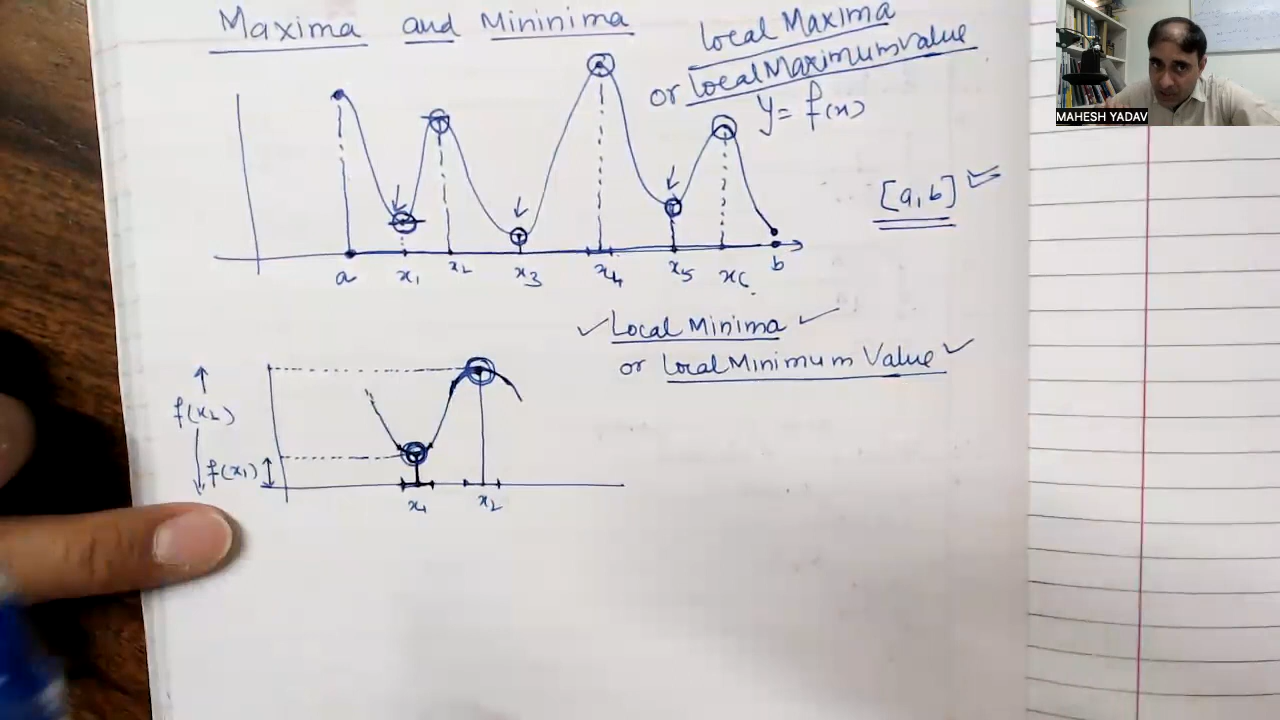 Maxima and Mininima
Local Maxima
or Local Maximum Value
y = f(x)
[a, b]
a x₁ x₂ x₃ x₄ x₅ x₆ b
✓ Local Minima ✓
or Local Minimum Value ✓
f(x₂)
f(x₁)
x₁ x₂
MAHESH YADAV